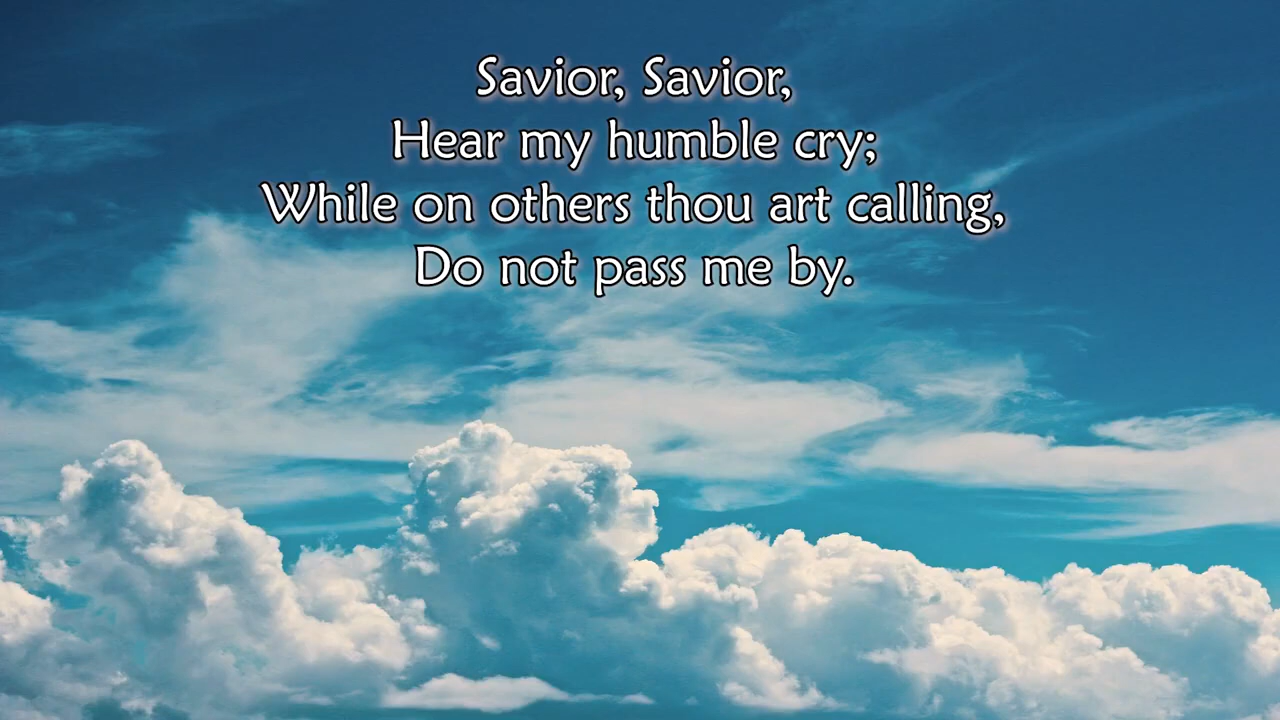 Savior, Savior,
Hear my humble cry;
While on others thou art calling,
Do not pass me by.